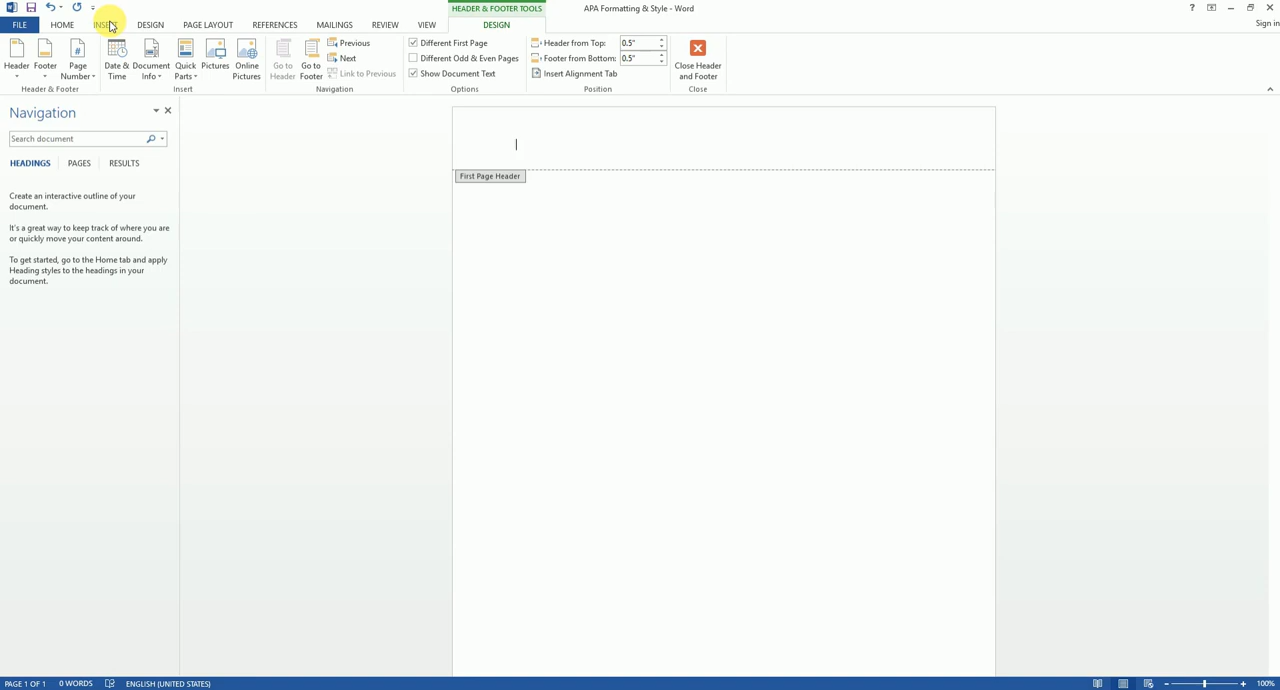 HEADER & FOOTER TOOLS
APA Formatting & Style - Word
?
FILE
HOME
INSERT
DESIGN
PAGE LAYOUT
REFERENCES
MAILINGS
REVIEW
VIEW
DESIGN
Sign in
Header
Footer
Page Number
Header & Footer
Date & Time
Document Info
Quick Parts
Pictures
Online Pictures
Insert
Go to Header
Go to Footer
Previous
Next
Link to Previous
Navigation
Different First Page
Different Odd & Even Pages
Show Document Text
Options
Header from Top: 0.5"
Footer from Bottom: 0.5"
Insert Alignment Tab
Position
Close Header and Footer
Close
Navigation
Search document
HEADINGS
PAGES
RESULTS
Create an interactive outline of your
document.
It's a great way to keep track of where you are
or quickly move your content around.
To get started, go to the Home tab and apply
Heading styles to the headings in your
document.
First Page Header
PAGE 1 OF 1
0 WORDS
ENGLISH (UNITED STATES)
100%